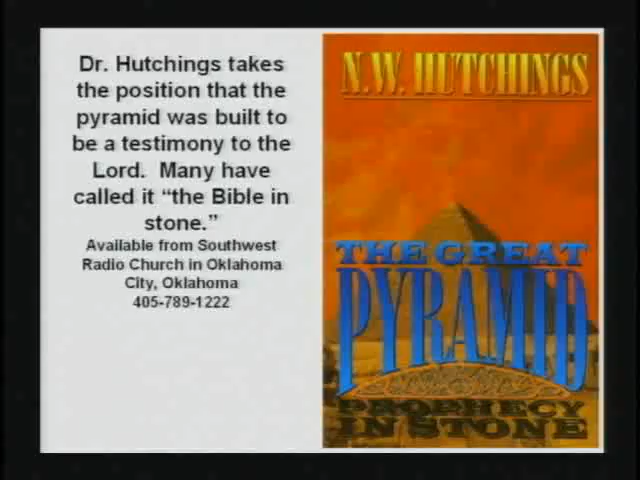 Dr. Hutchings takes
the position that the
pyramid was built to
be a testimony to the
Lord. Many have
called it “the Bible in
stone.”
Available from Southwest
Radio Church in Oklahoma
City, Oklahoma
405-789-1222
N.W. HUTCHINGS
THE GREAT
PYRAMID
PROPHECY
IN STONE